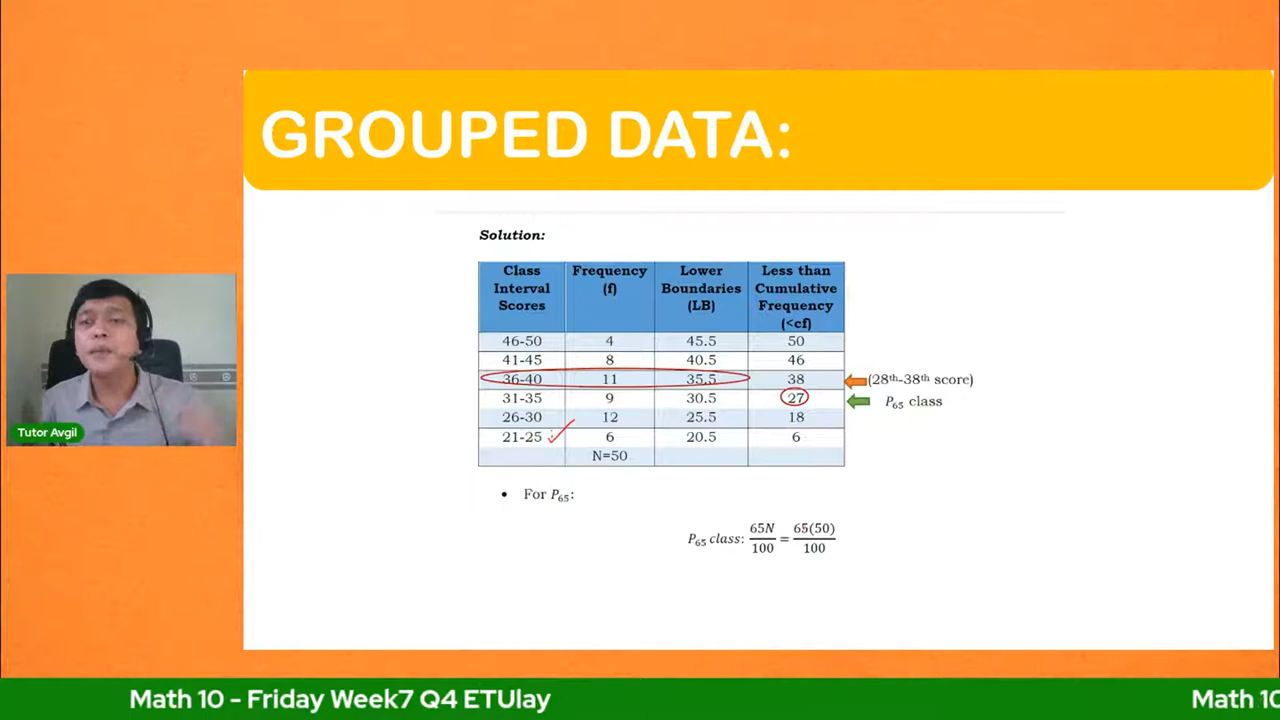 GROUPED DATA:
Solution:
Class Interval Scores Frequency (f) Lower Boundaries (LB) Less than Cumulative Frequency (<cf)
46-50 4 45.5 50
41-45 8 40.5 46
36-40 11 35.5 38 (28th-38th score)
31-35 9 30.5 27 P65 class
26-30 12 25.5 18
21-25 6 20.5 6
N=50
• For P65:
P65 class: 65N/100 = 65(50)/100
Tutor Avgil
Math 10 - Friday Week7 Q4 ETUlay
Math 10